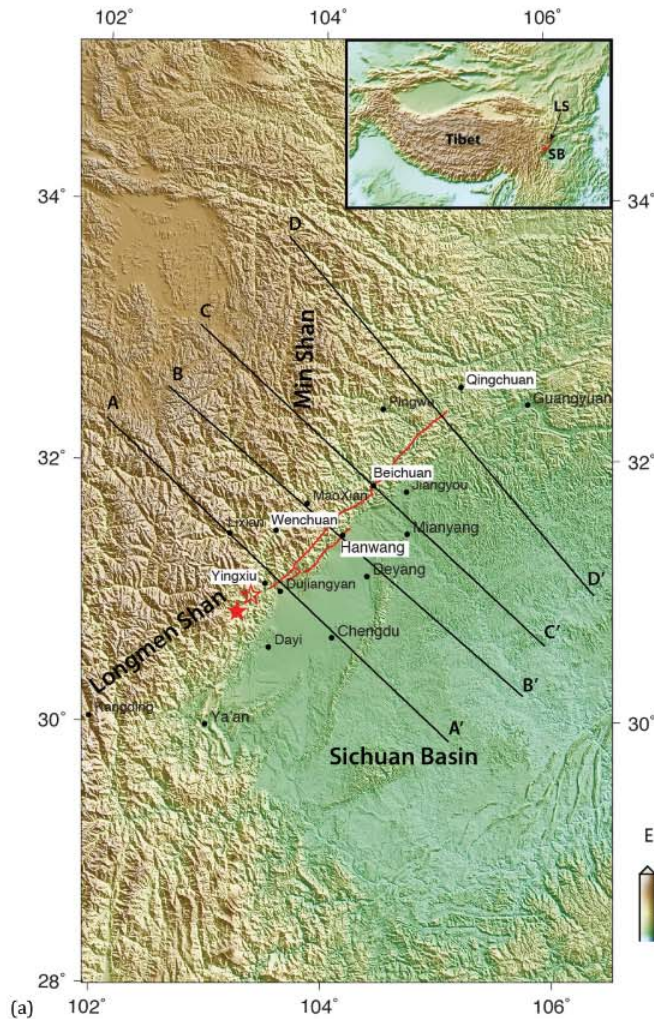 102°
104°
106°
LS
Tibet
SB
34°
34°
D
C
Min Shan
B
Qingchuan
A
Pingwu
Guangyuan
32°
32°
Beichuan
MaoXian
Jiangyou
Lixian
Wenchuan
Mianyang
Hanwang
Yingxiu
Deyang
Dujiangyan
D'
Longmen Shan
Chengdu
C'
Dayi
Kangding
B'
30°
Ya'an
30°
A'
Sichuan Basin
E
28°
(a)
102°
104°
106°